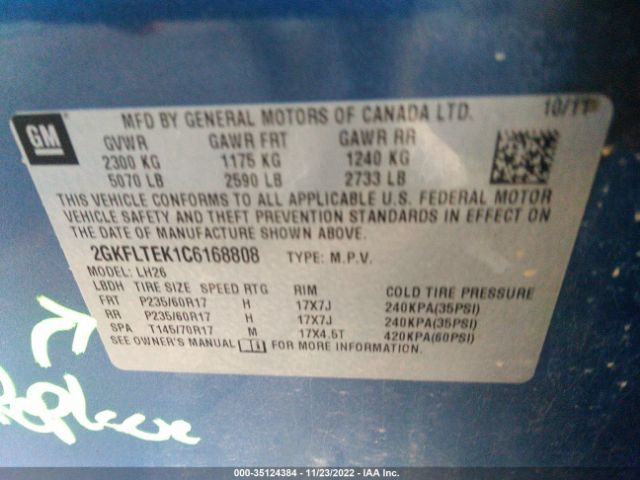 GM
MFD BY GENERAL MOTORS OF CANADA LTD. 10/11
GVWR GAWR FRT GAWR RR
2300 KG 1175 KG 1240 KG
5070 LB 2590 LB 2733 LB
THIS VEHICLE CONFORMS TO ALL APPLICABLE U.S. FEDERAL MOTOR
VEHICLE SAFETY AND THEFT PREVENTION STANDARDS IN EFFECT ON
THE DATE OF MANUFACTURE SHOWN ABOVE.
2GKFLTEK1C6168808 TYPE: M.P.V.
MODEL: LH26
LBDH TIRE SIZE SPEED RTG RIM COLD TIRE PRESSURE
FRT P235/60R17 H 17X7J 240KPA(35PSI)
RR P235/60R17 H 17X7J 240KPA(35PSI)
SPA T145/70R17 M 17X4.5T 420KPA(60PSI)
SEE OWNER'S MANUAL FOR MORE INFORMATION.
Replace
000-35124384 - 11/23/2022 - IAA Inc.